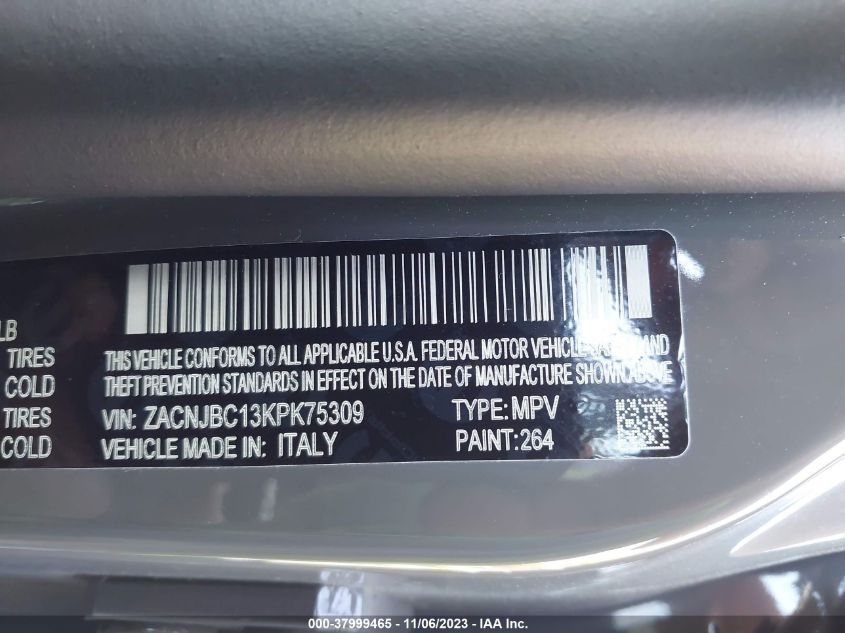 LB
TIRES
COLD
TIRES
COLD
THIS VEHICLE CONFORMS TO ALL APPLICABLE U.S.A. FEDERAL MOTOR VEHICLE AND
THEFT PREVENTION STANDARDS IN EFFECT ON THE DATE OF MANUFACTURE SHOWN ABOVE
VIN: ZACNJBC13KPK75309 TYPE: MPV
VEHICLE MADE IN: ITALY PAINT: 264
000-37999465 - 11/06/2023 - IAA Inc.